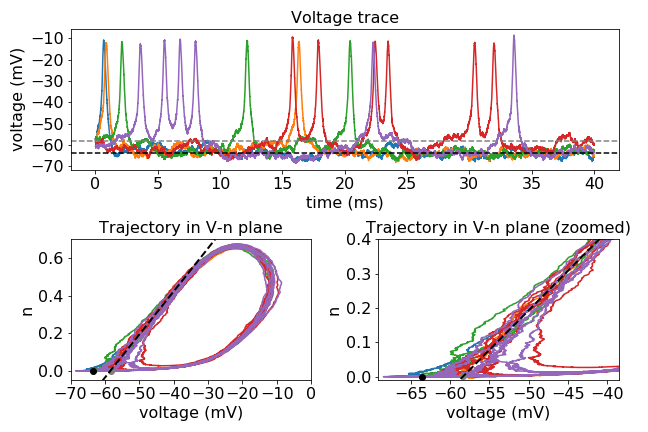 Voltage trace
voltage (mV)
−10
−20
−30
−40
−50
−60
−70
0 5 10 15 20 25 30 35 40
time (ms)
Trajectory in V-n plane
n
0.6
0.4
0.2
0.0
−70 −60 −50 −40 −30 −20 −10 0
voltage (mV)
Trajectory in V-n plane (zoomed)
n
0.4
0.3
0.2
0.1
0.0
−65 −60 −55 −50 −45 −40
voltage (mV)